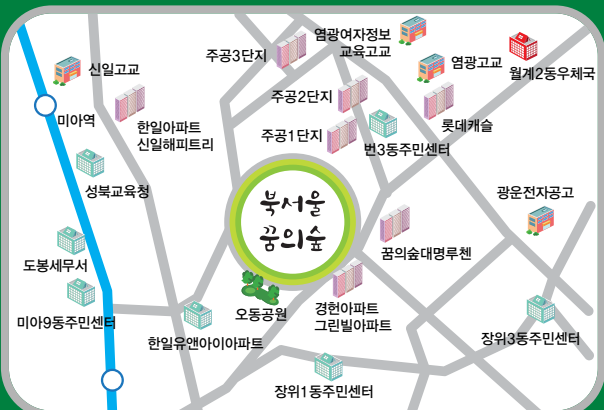 염광여자정보
교육고교
주공3단지
신일고교
염광고교
월계2동우체국
주공2단지
미아역
한일아파트
신일해피트리
롯데캐슬
주공1단지
번3동주민센터
성북교육청
북서울
꿈의숲
광운전자공고
도봉세무서
꿈의숲대명루첸
오동공원
경헌아파트
그린빌아파트
미아9동주민센터
한일유앤아이아파트
장위3동주민센터
장위1동주민센터